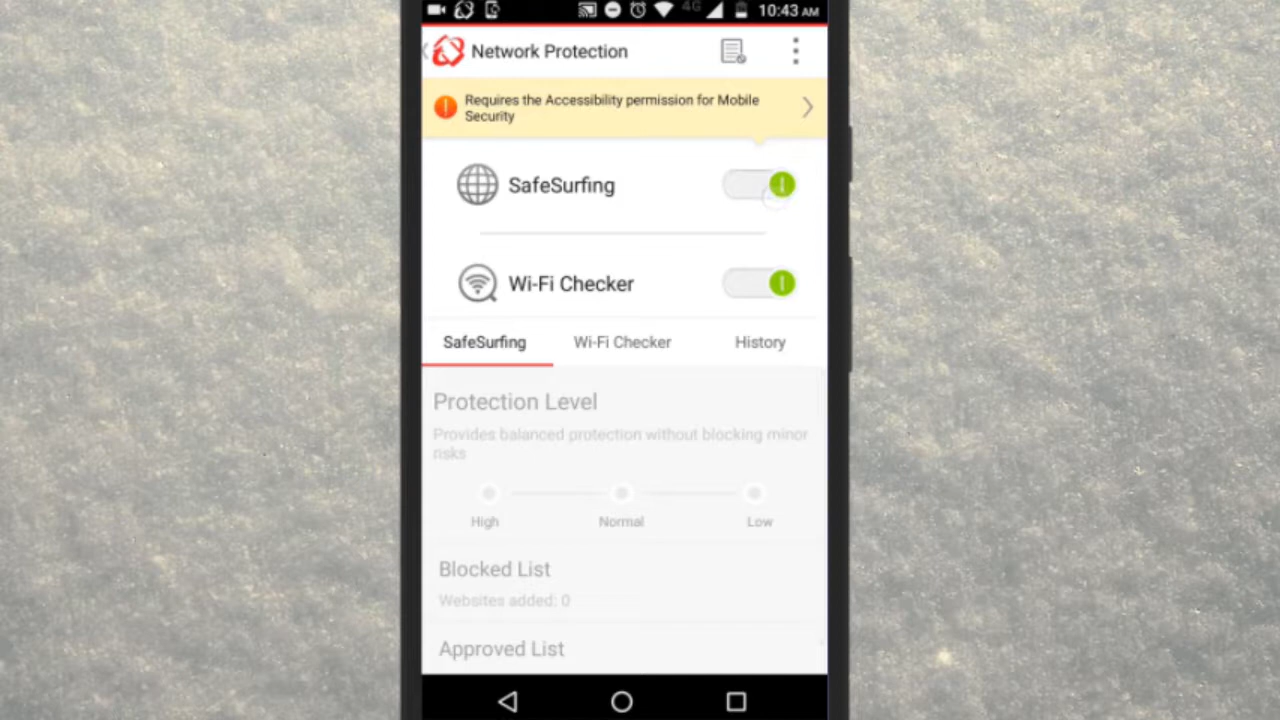 4G 10:43 AM
Network Protection
Requires the Accessibility permission for Mobile
Security
SafeSurfing
Wi-Fi Checker
SafeSurfing Wi-Fi Checker History
Protection Level
Provides balanced protection without blocking minor
risks
High Normal Low
Blocked List
Websites added: 0
Approved List